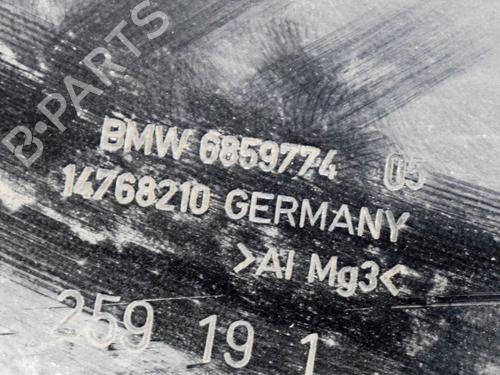 B-PARTS
BMW 6859774 05
14768210 GERMANY
>Al Mg3<
259 19 1